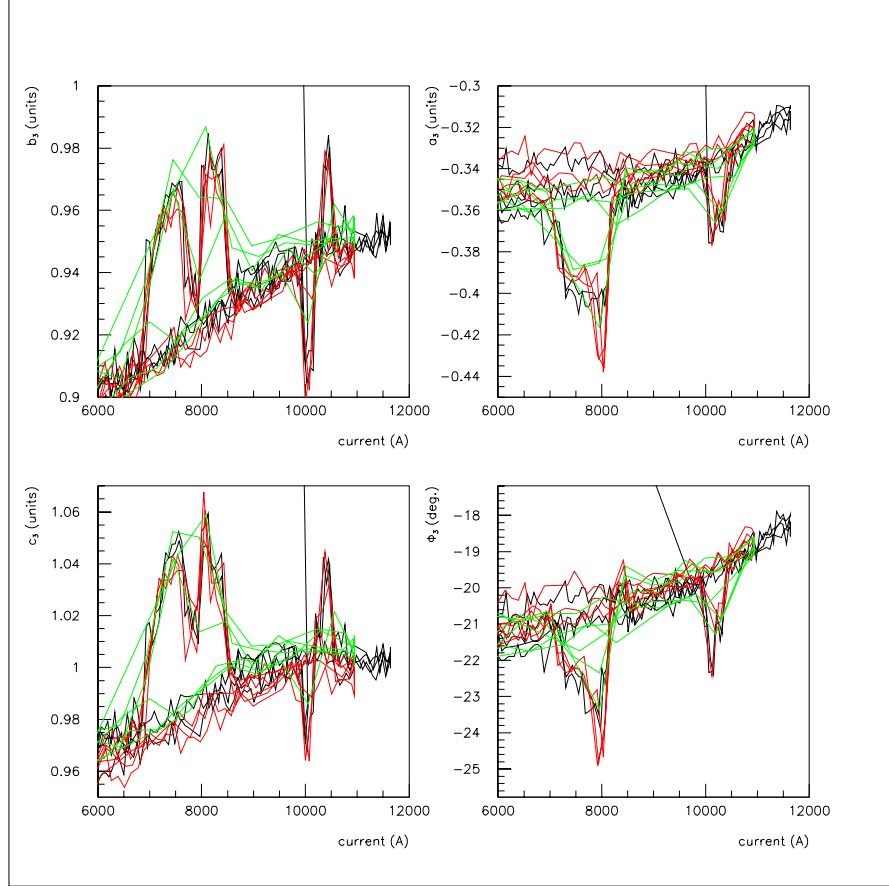 b₃ (units)
1
0.98
0.96
0.94
0.92
0.9
6000 8000 10000 12000
current (A)
a₃ (units)
−0.3
−0.32
−0.34
−0.36
−0.38
−0.4
−0.42
−0.44
6000 8000 10000 12000
current (A)
c₃ (units)
1.06
1.04
1.02
1
0.98
0.96
6000 8000 10000 12000
current (A)
Φ₃ (deg.)
−18
−19
−20
−21
−22
−23
−24
−25
6000 8000 10000 12000
current (A)